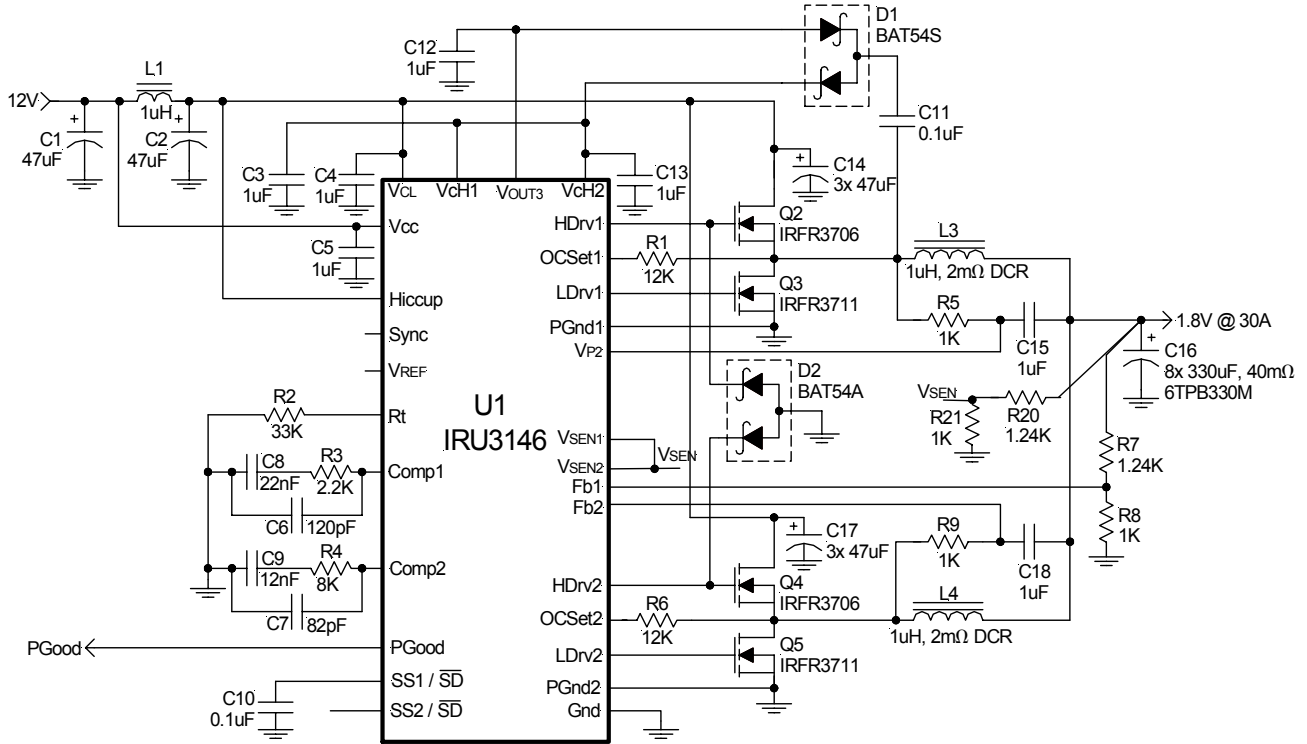 D1
BAT54S
C12
1uF
L1
12V
1uH
C1
47uF
C2
47uF
C11
0.1uF
C3
1uF
C4
1uF
C13
1uF
C14
3x 47uF
VCL
VcH1
VOUT3
VcH2
Vcc
C5
1uF
HDrv1
Q2
IRFR3706
L3
1uH, 2mΩ DCR
OCSet1
R1
12K
Hiccup
LDrv1
Q3
IRFR3711
R5
1K
C15
1uF
1.8V @ 30A
Sync
PGnd1
VP2
VREF
D2
BAT54A
C16
8x 330uF, 40mΩ
6TPB330M
VSEN
R21
1K
R20
1.24K
R2
33K
Rt
U1
IRU3146
VSEN1
VSEN2
VSEN
R7
1.24K
C8
22nF
R3
2.2K
Comp1
Fb1
Fb2
C6
120pF
R8
1K
C17
3x 47uF
R9
1K
C18
1uF
C9
12nF
R4
8K
Comp2
HDrv2
Q4
IRFR3706
C7
82pF
OCSet2
R6
12K
L4
1uH, 2mΩ DCR
PGood
PGood
LDrv2
Q5
IRFR3711
SS1 / SD
PGnd2
C10
0.1uF
SS2 / SD
Gnd